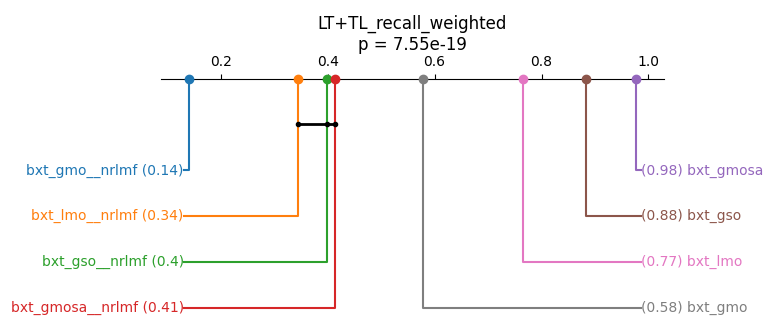 LT+TL_recall_weighted
p = 7.55e-19
0.2 0.4 0.6 0.8 1.0
bxt_gmo__nrlmf (0.14) (0.98) bxt_gmosa
bxt_lmo__nrlmf (0.34) (0.88) bxt_gso
bxt_gso__nrlmf (0.4) (0.77) bxt_lmo
bxt_gmosa__nrlmf (0.41) (0.58) bxt_gmo